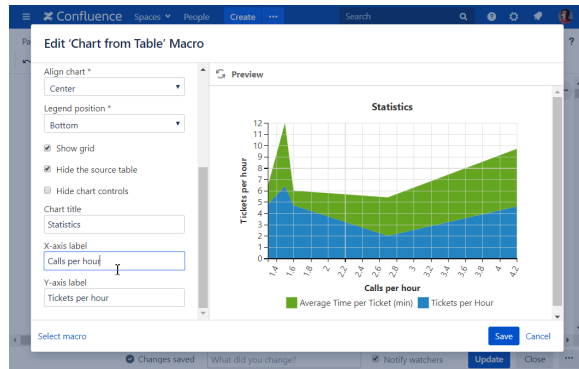 Confluence Spaces People Create ••• Search
Pa
Edit 'Chart from Table' Macro
?
Align chart *
Center
Legend position *
Bottom
Show grid
Hide the source table
Hide chart controls
Chart title
Statistics
X-axis label
Calls per hour
Y-axis label
Tickets per hour
Preview
Statistics
Tickets per hour
12
11
10
9
8
7
6
5
4
3
2
1
0
1.4 1.6 1.8 2 2.2 2.4 2.6 2.8 3 3.2 3.4 3.6 3.8 4 4.2
Calls per hour
Average Time per Ticket (min) Tickets per Hour
Select macro Save Cancel
Changes saved What did you change? Notify watchers Update Close •••